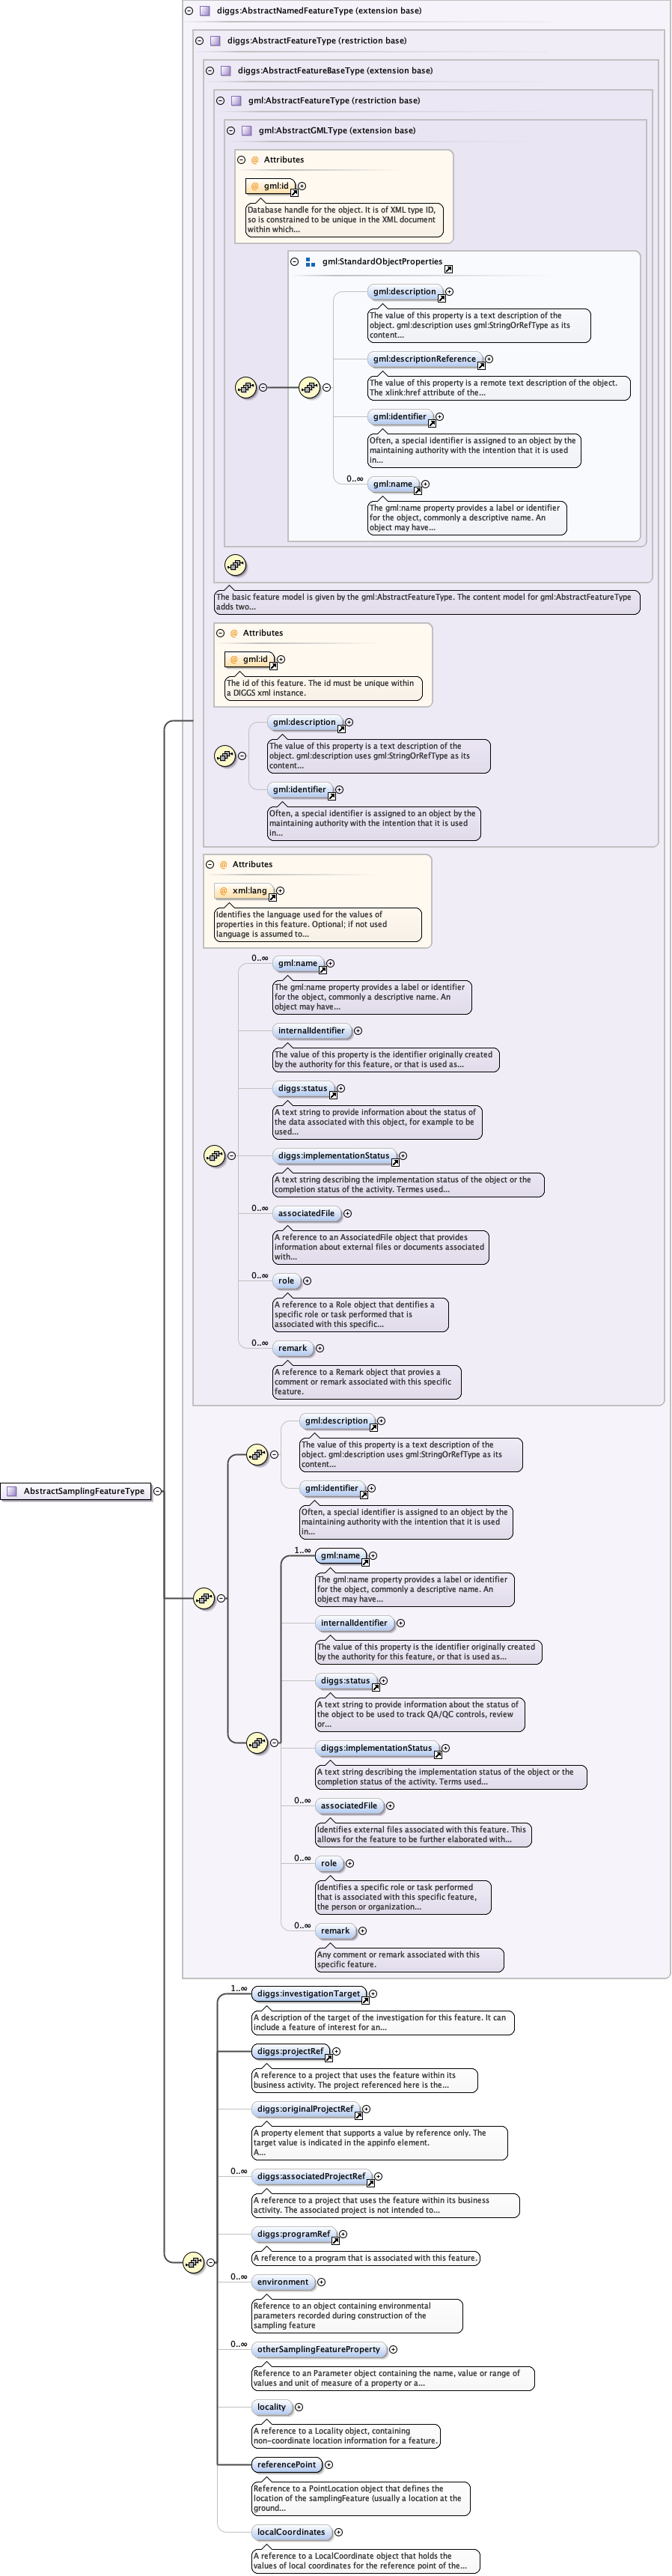 diggs:AbstractNamedFeatureType (extension base)
diggs:AbstractFeatureType (restriction base)
diggs:AbstractFeatureBaseType (extension base)
gml:AbstractFeatureType (restriction base)
gml:AbstractGMLType (extension base)
@ Attributes
@ gml:id
Database handle for the object. It is of XML type ID,
so is constrained to be unique in the XML document
within which...
gml:StandardObjectProperties
gml:description
The value of this property is a text description of the
object. gml:description uses gml:StringOrRefType as its
content...
gml:descriptionReference
The value of this property is a remote text description of the object.
The xlink:href attribute of the...
gml:identifier
Often, a special identifier is assigned to an object by the
maintaining authority with the intention that it is used
in...
0..∞
gml:name
The gml:name property provides a label or identifier
for the object, commonly a descriptive name. An
object may have...
The basic feature model is given by the gml:AbstractFeatureType. The content model for gml:AbstractFeatureType
adds two...
@ Attributes
@ gml:id
The id of this feature. The id must be unique within
a DIGGS xml instance.
gml:description
The value of this property is a text description of the
object. gml:description uses gml:StringOrRefType as its
content...
gml:identifier
Often, a special identifier is assigned to an object by the
maintaining authority with the intention that it is used
in...
@ Attributes
@ xml:lang
Identifies the language used for the values of
properties in this feature. Optional; if not used
language is assumed to...
0..∞
gml:name
The gml:name property provides a label or identifier
for the object, commonly a descriptive name. An
object may have...
internalIdentifier
The value of this property is the identifier originally created
by the authority for this feature, or that is used as...
diggs:status
A text string to provide information about the status of
the data associated with this object, for example to be
used...
diggs:implementationStatus
A text string describing the implementation status of the object or the
completion status of the activity. Termes used...
0..∞
associatedFile
A reference to an AssociatedFile object that provides
information about external files or documents associated
with...
0..∞
role
A reference to a Role object that dentifies a
specific role or task performed that is
associated with this specific...
0..∞
remark
A reference to a Remark object that provies a
comment or remark associated with this specific
feature.
gml:description
The value of this property is a text description of the
object. gml:description uses gml:StringOrRefType as its
content...
gml:identifier
Often, a special identifier is assigned to an object by the
maintaining authority with the intention that it is used
in...
AbstractSamplingFeatureType
1..∞
gml:name
The gml:name property provides a label or identifier
for the object, commonly a descriptive name. An
object may have...
internalIdentifier
The value of this property is the identifier originally created
by the authority for this feature, or that is used as...
diggs:status
A text string to provide information about the status of
the object to be used to track QA/QC controls, review
or...
diggs:implementationStatus
A text string describing the implementation status of the object or the
completion status of the activity. Terms used...
0..∞
associatedFile
Identifies external files associated with this feature. This
allows for the feature to be further elaborated with...
0..∞
role
Identifies a specific role or task performed
that is associated with this specific feature,
the person or organization...
0..∞
remark
Any comment or remark associated with this
specific feature.
1..∞
diggs:investigationTarget
A description of the target of the investigation for this feature. It can
include a feature of interest for an...
diggs:projectRef
A reference to a project that uses the feature within its
business activity. The project referenced here is the...
diggs:originalProjectRef
A property element that supports a value by reference only. The
target value is indicated in the appinfo element.
A...
0..∞
diggs:associatedProjectRef
A reference to a project that uses the feature within its business
activity. The associated project is not intended to...
diggs:programRef
A reference to a program that is associated with this feature.
0..∞
environment
Reference to an object containing environmental
parameters recorded during construction of the
sampling feature
0..∞
otherSamplingFeatureProperty
Reference to an Parameter object containing the name, value or range of
values and unit of measure of a property or a...
locality
A reference to a Locality object, containing
non-coordinate location information for a feature.
referencePoint
Reference to a PointLocation object that defines the
location of the samplingFeature (usually a location at the
ground...
localCoordinates
A reference to a LocalCoordinate object that holds the
values of local coordinates for the reference point of the...